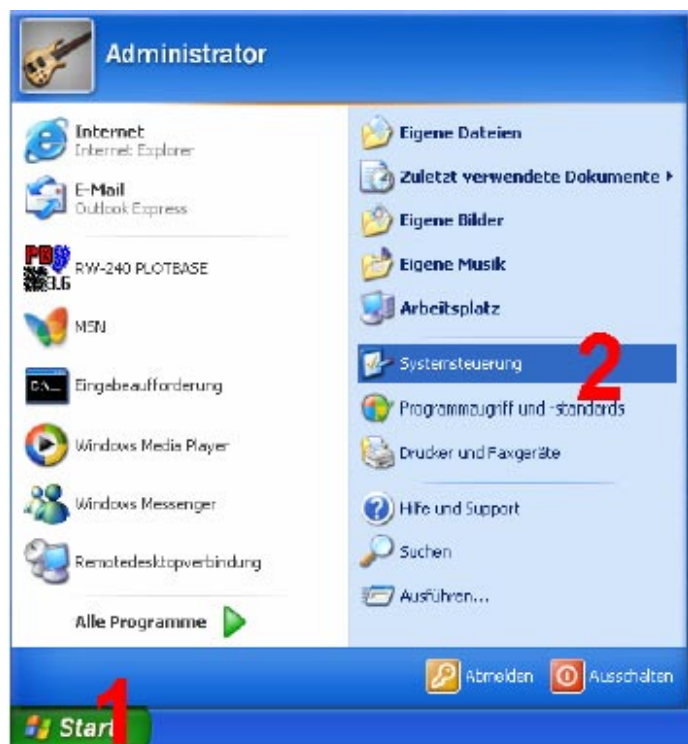 Administrator
Internet
Internet Explorer
E-Mail
Outlook Express
RW-240 PLOTBASE
MSN
Eingabeaufforderung
Windows Media Player
Windows Messenger
Remotedesktopverbindung
Alle Programme
Eigene Dateien
Zuletzt verwendete Dokumente
Eigene Bilder
Eigene Musik
Arbeitsplatz
Systemsteuerung
2
Programmzugriff und -standards
Drucker und Faxgeräte
Hilfe und Support
Suchen
Ausführen...
Abmelden
Ausschalten
Start
1